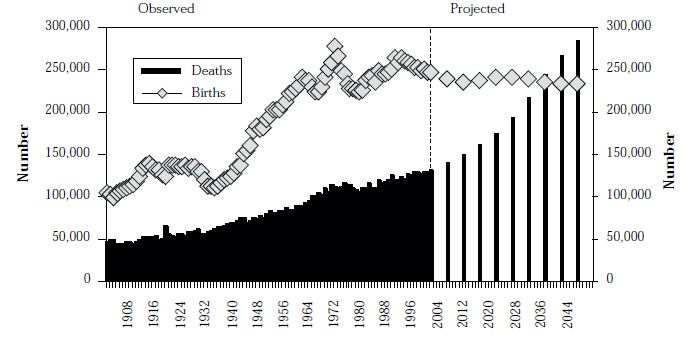 Observed Projected
300,000 300,000
250,000 250,000
200,000 200,000
150,000 150,000
100,000 100,000
50,000 50,000
0 0
Number
Number
Deaths
Births
1908 1916 1924 1932 1940 1948 1956 1964 1972 1980 1988 1996 2004 2012 2020 2028 2036 2044